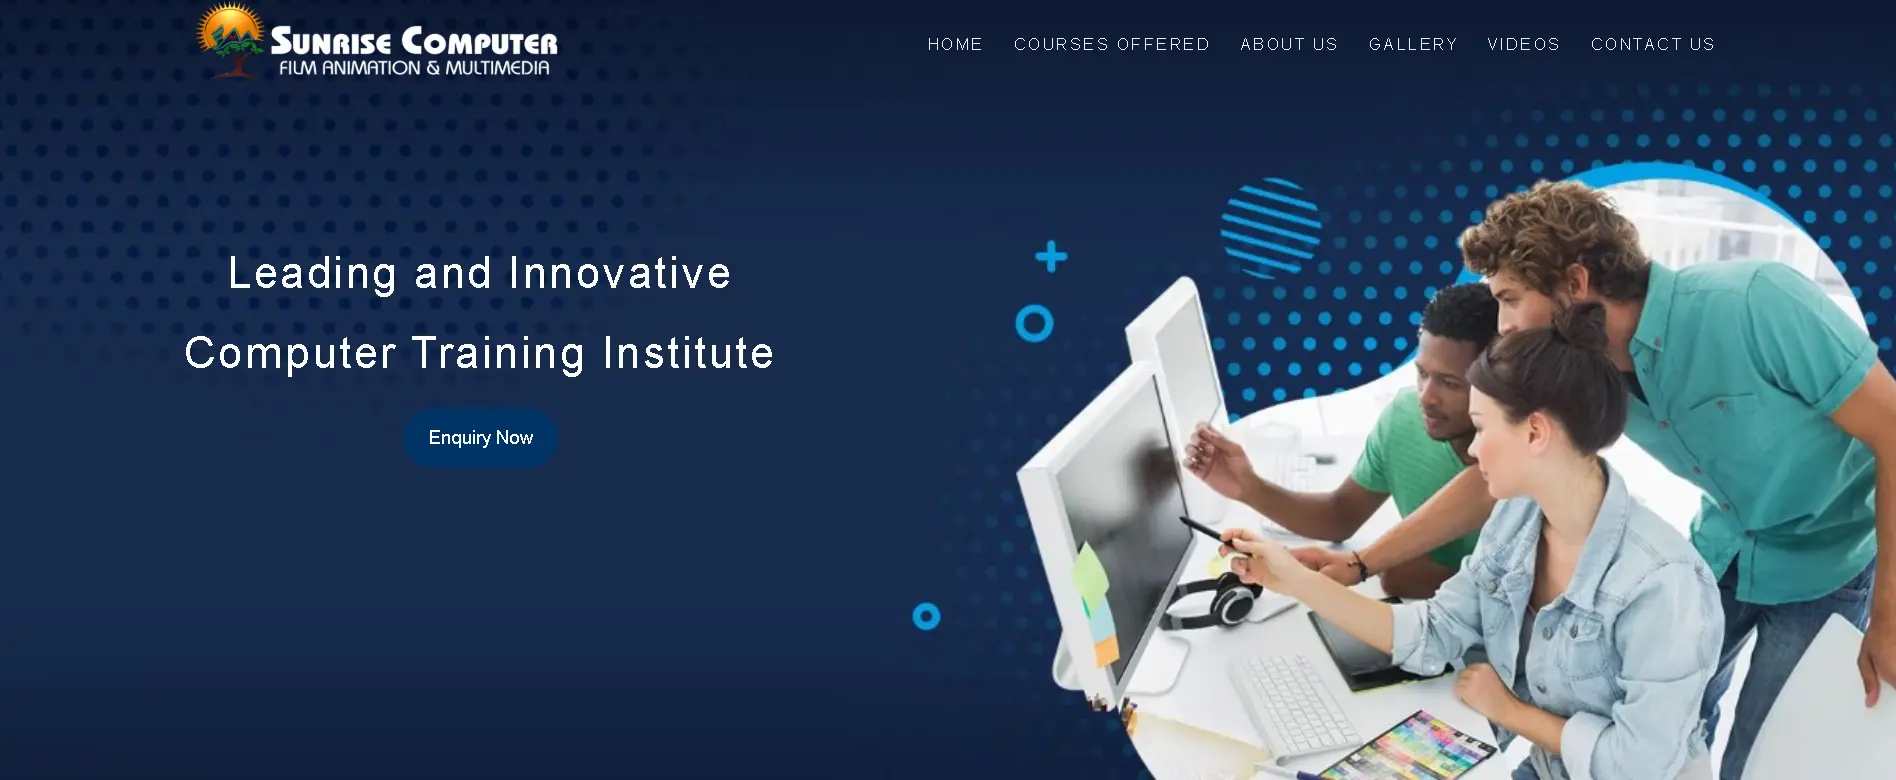 SUNRISE COMPUTER
FILM ANIMATION & MULTIMEDIA
HOME COURSES OFFERED ABOUT US GALLERY VIDEOS CONTACT US
Leading and Innovative
Computer Training Institute
Enquiry Now